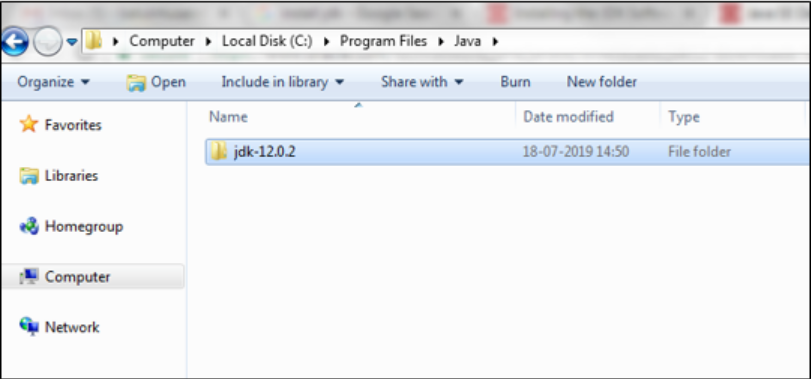 Computer Local Disk (C:) Program Files Java
Organize Open Include in library Share with Burn New folder
Name Date modified Type
Favorites
jdk-12.0.2 18-07-2019 14:50 File folder
Libraries
Homegroup
Computer
Network